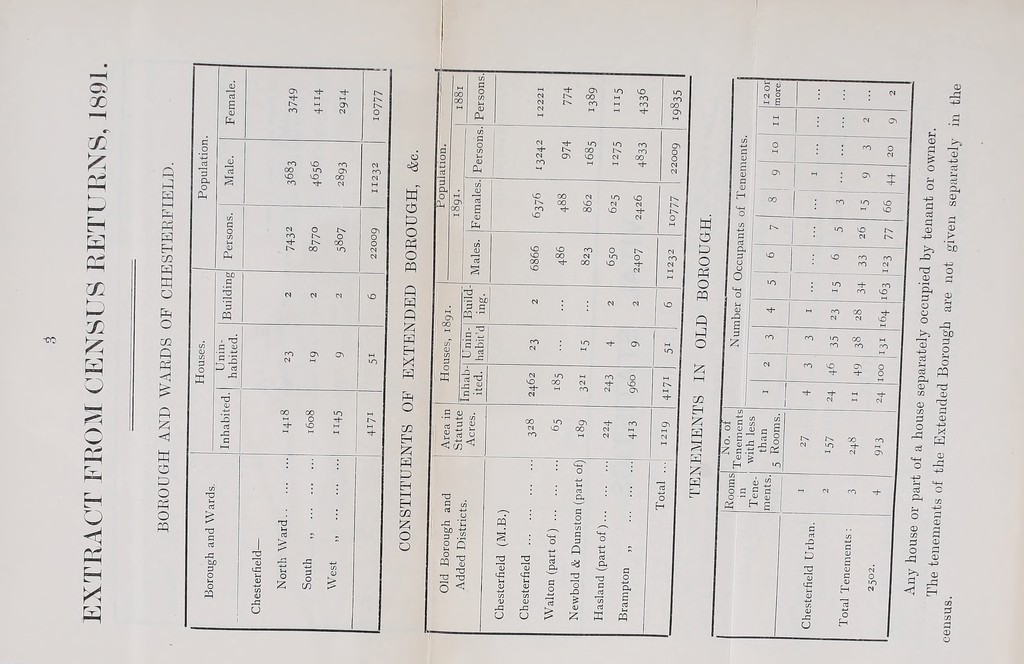 3
EXTRACT FROM CENSUS RETURNS, 1891.
BOROUGH AND WARDS OF CHESTERFIELD.
Borough and Wards. Houses. Population.
Inhabited. Unin-habited. Building Persons. Male. Female.
Chesterfield—
North Ward... ... ... 1418 23 2 7432 3683 3749
South „ ... ... ... 1608 19 2 8770 4656 4114
West „ ... ... ... 1145 9 2 5807 2893 2914
4171 51 6 22009 11232 10777
CONSTITUENTS OF EXTENDED BOROUGH, &c.
Old Borough and Added Districts. Area in Statute Acres. Houses, 1891. Population.
1891. 1881
Inhab-ited. Unin-habit'd Build-ing. Males. Females. Persons. Persons.
Chesterfield (M.B.)
Chesterfield ... ... ... ... 328 2462 23 2 6866 6376 13242 12221
Walton (part of) ... ... ... 65 185 ... ... 486 488 974 774
Newbold & Dunston (part of) 189 321 15 ... 823 862 1685 1389
Hasland (part of) ... ... ... 224 243 4 2 650 625 1275 1115
Brampton „ ... ... ... 413 960 9 2 2407 2426 4833 4336
Total ... 1219 4171 51 6 11232 10777 22009 19835
TENEMENTS IN OLD BOROUGH.
Rooms in Tene-ments. No. of Tenements with less than 5 Rooms. Number of Occupants of Tenements.
1 2 3 4 5 6 7 8 9 10 11 12 or more.
Chesterfield Urban. 1 27 4 3 3 1 ... ... ... ... 1 ... ... ...
2 157 24 46 35 23 15 6 5 3 ... ... ... ...
Total Tenements: 3 248 11 49 38 28 34 33 26 15 9 3 2 ...
2502. 4 913 24 100 131 164 163 123 77 66 44 20 9 2
Any house or part of a house separately occupied by tenant or owner.
The tenements of the Extended Borough are not given separately in the
census.